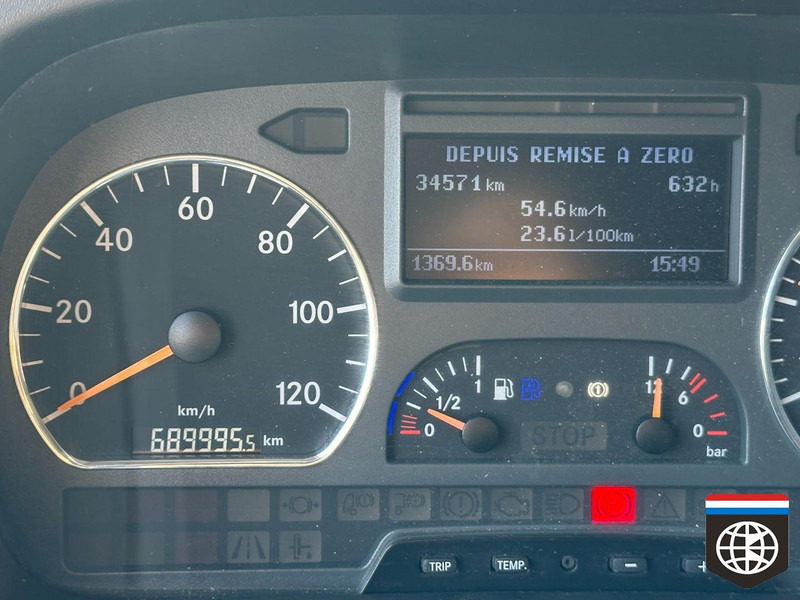 DEPUIS REMISE A ZERO
34571 km 632 h
54.6 km/h
23.6 l/100km
1369.6 km 15:49
0 20 40 60 80 100 120
km/h
689995.5 km
0 1/2 1
12 6 0
bar
STOP
TRIP TEMP. - +